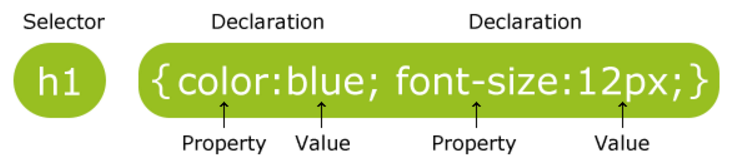 Selector Declaration Declaration
h1 {color:blue; font-size:12px;}
Property Value Property Value